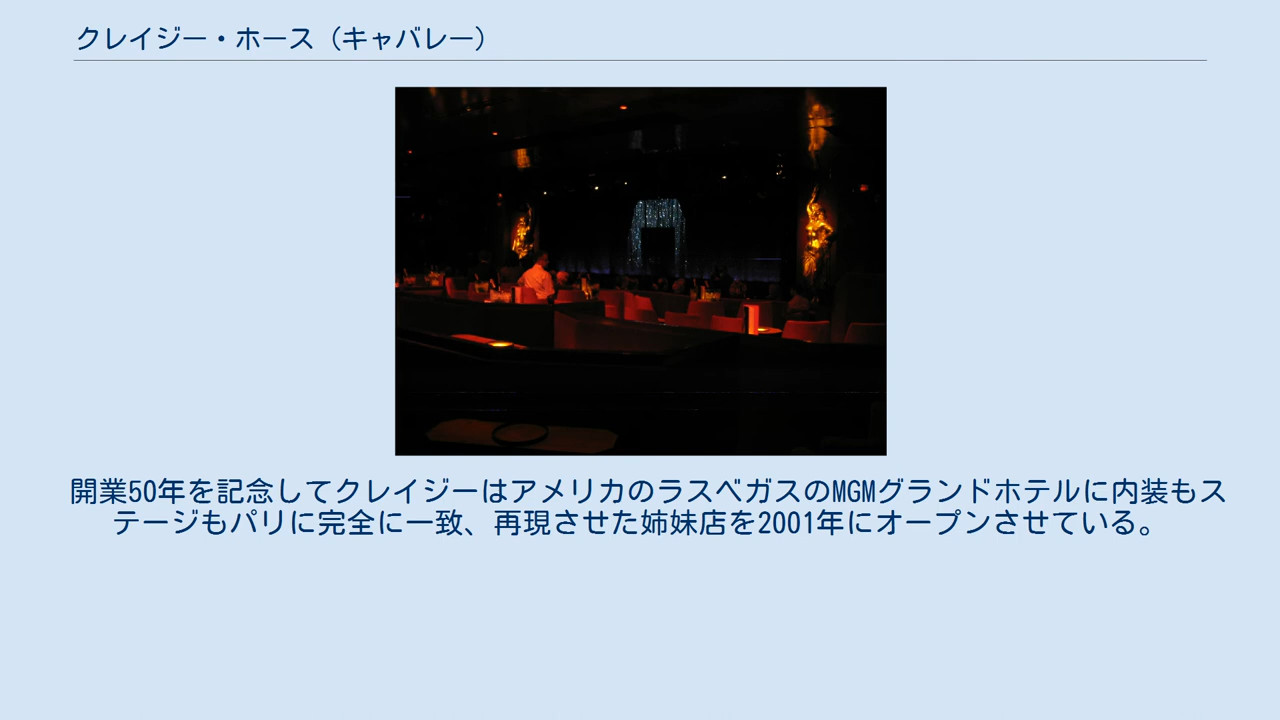 クレイジー・ホース（キャバレー）
開業50年を記念してクレイジーはアメリカのラスベガスのMGMグランドホテルに内装もス
テージもパリに完全に一致、再現させた姉妹店を2001年にオープンさせている。